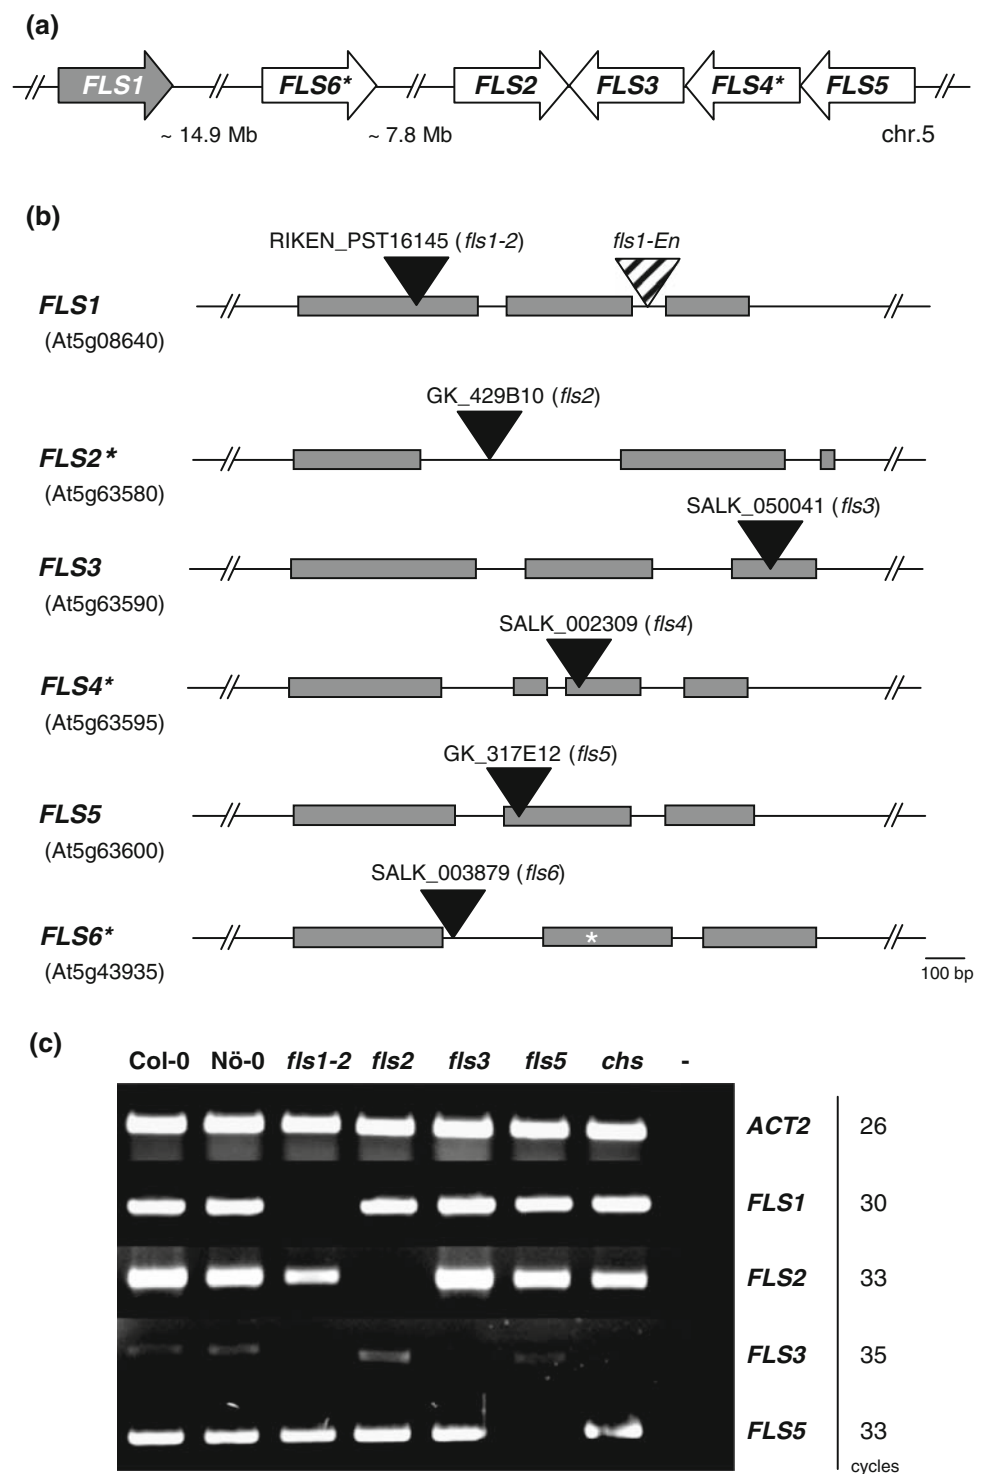 (a)
FLS1 FLS6* FLS2 FLS3 FLS4* FLS5
~ 14.9 Mb ~ 7.8 Mb chr.5
(b)
RIKEN_PST16145 (fls1-2) fls1-En
FLS1
(At5g08640)
GK_429B10 (fls2)
FLS2*
(At5g63580)
SALK_050041 (fls3)
FLS3
(At5g63590)
SALK_002309 (fls4)
FLS4*
(At5g63595)
GK_317E12 (fls5)
FLS5
(At5g63600)
SALK_003879 (fls6)
FLS6* *
(At5g43935)
100 bp
(c)
Col-0 Nö-0 fls1-2 fls2 fls3 fls5 chs -
ACT2 26
FLS1 30
FLS2 33
FLS3 35
FLS5 33
cycles